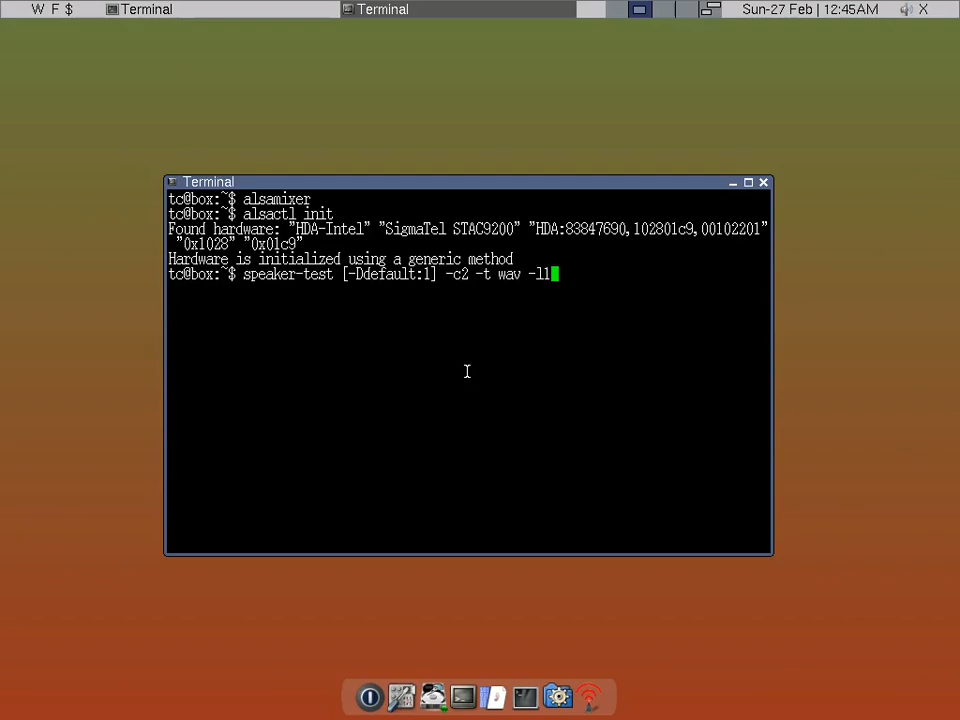 W F $ Terminal Terminal Sun-27 Feb | 12:45AM X
Terminal
tc@box:~$ alsamixer
tc@box:~$ alsactl init
Found hardware: "HDA-Intel" "SigmaTel STAC9200" "HDA:83847690,102801c9,00102201"
"0x1028" "0x01c9"
Hardware is initialized using a generic method
tc@box:~$ speaker-test [-Ddefault:1] -c2 -t wav -l1